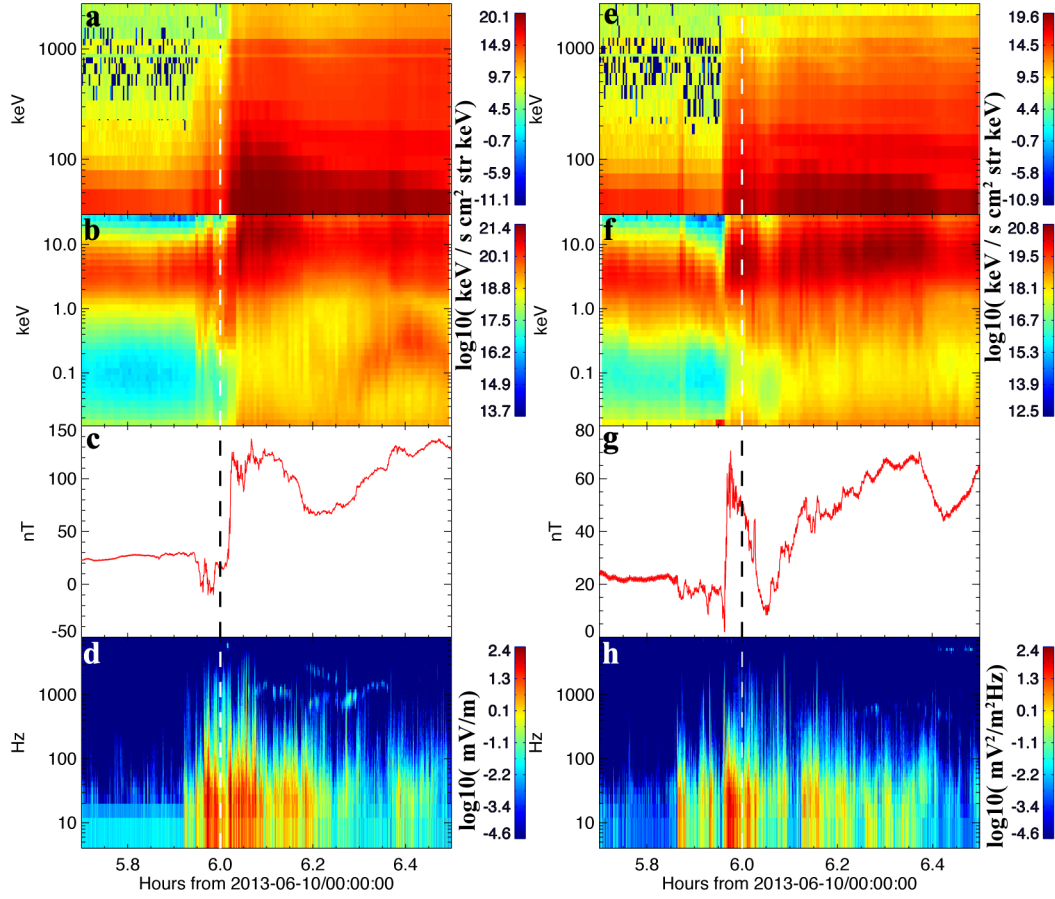 a
1000
100
keV
20.1
14.9
9.7
4.5
-0.7
-5.9
-11.1
log10( keV / s cm² str keV)
e
1000
100
keV
19.6
14.5
9.5
4.4
-0.7
-5.8
-10.9
log10( keV / s cm² str keV)
b
10.0
1.0
0.1
keV
21.4
20.1
18.8
17.5
16.2
14.9
13.7
f
10.0
1.0
0.1
keV
20.8
19.4
18.1
16.7
15.3
13.9
12.5
c
150
100
50
0
-50
nT
g
80
60
40
20
0
nT
d
1000
100
10
Hz
2.4
1.3
0.1
-1.1
-2.2
-3.4
-4.6
log10( mV/m)
h
1000
100
10
Hz
2.4
1.3
0.1
-1.1
-2.2
-3.4
-4.6
log10( mV²/m²Hz)
5.8 6.0 6.2 6.4
Hours from 2013-06-10/00:00:00
5.8 6.0 6.2 6.4
Hours from 2013-06-10/00:00:00